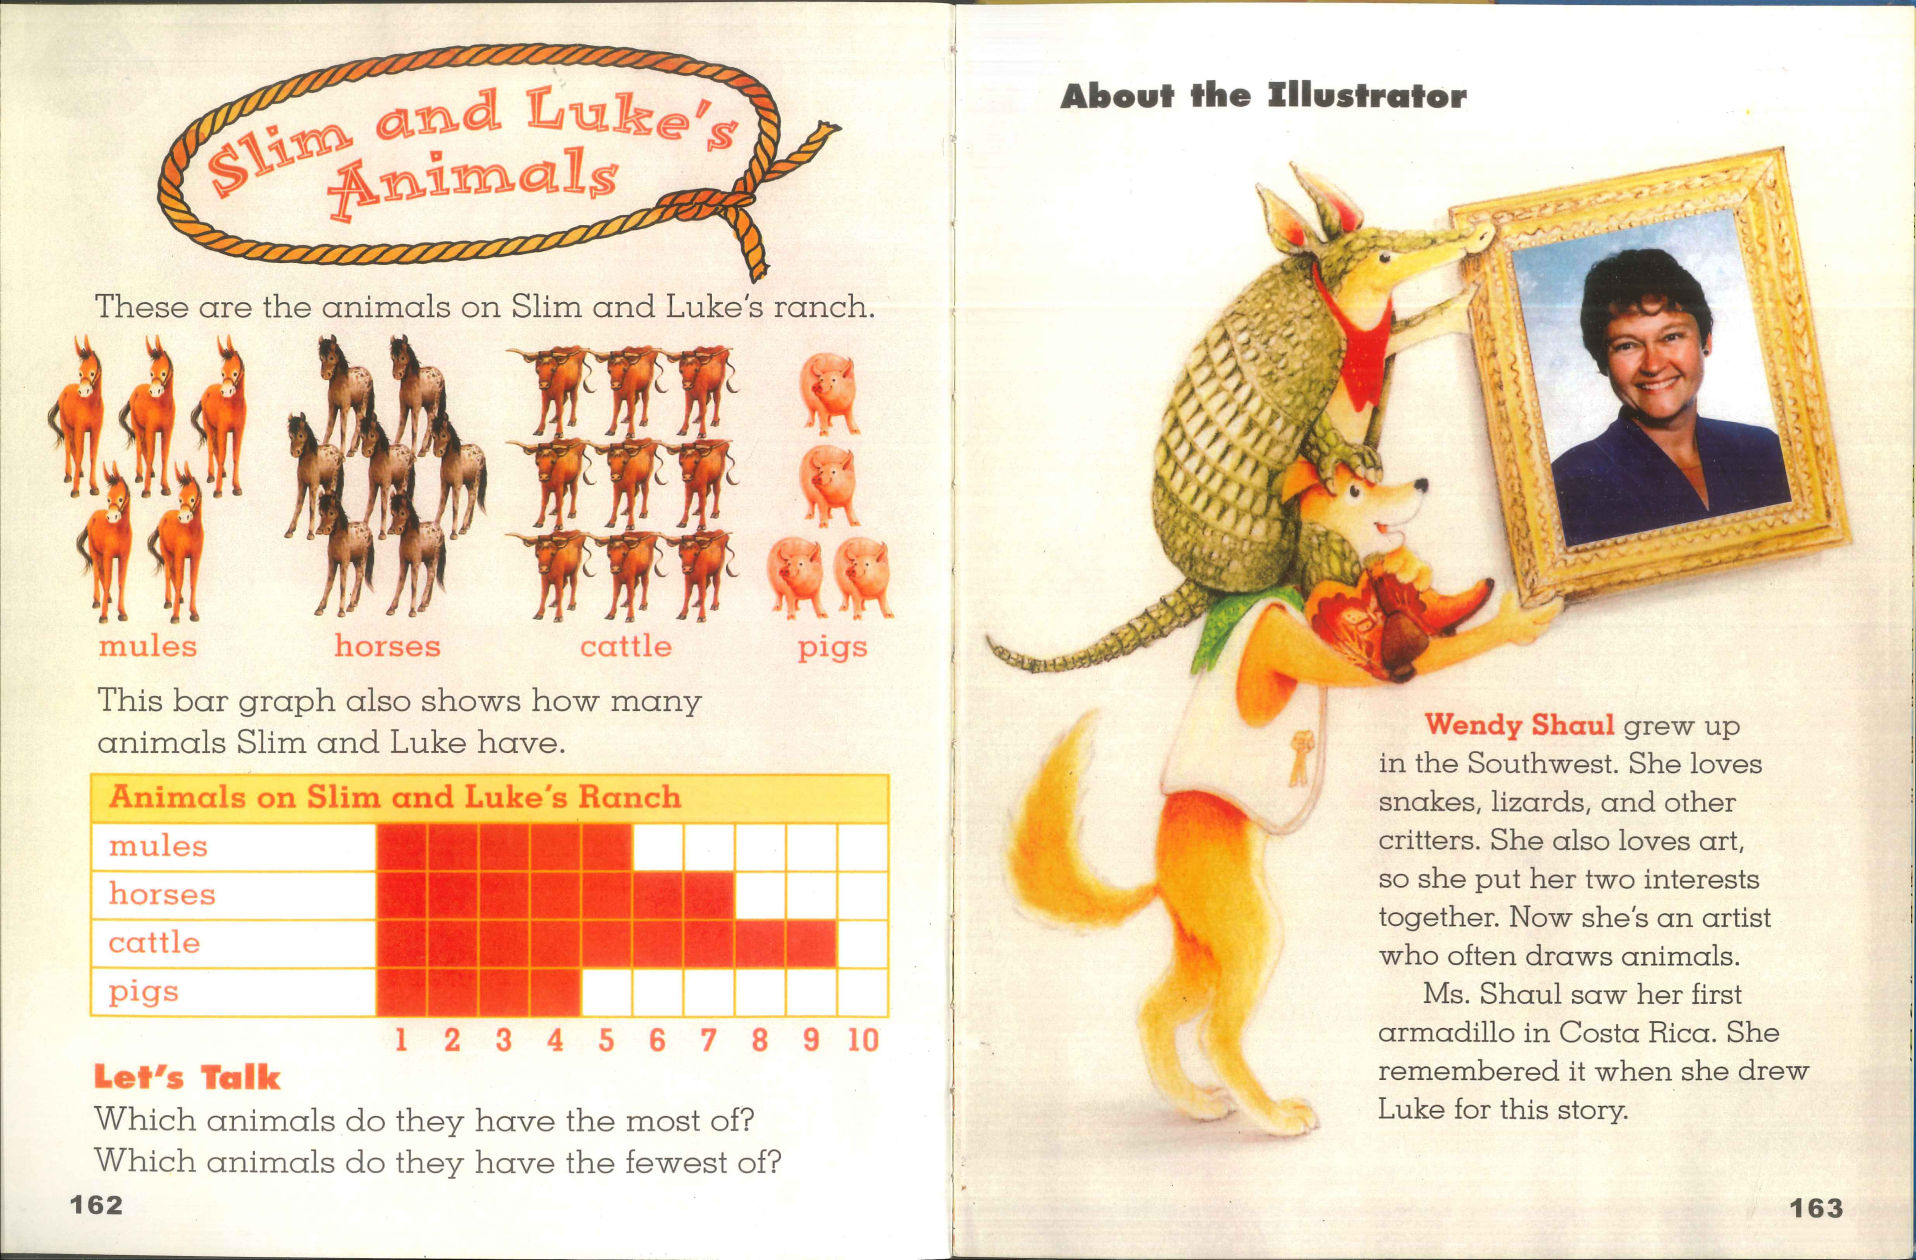 Slim and Luke's
Animals
These are the animals on Slim and Luke's ranch.
mules
horses
cattle
pigs
This bar graph also shows how many
animals Slim and Luke have.
Animals on Slim and Luke's Ranch
mules
horses
cattle
pigs
1 2 3 4 5 6 7 8 9 10
Let's Talk
Which animals do they have the most of?
Which animals do they have the fewest of?
162
About the Illustrator
Wendy Shaul grew up
in the Southwest. She loves
snakes, lizards, and other
critters. She also loves art,
so she put her two interests
together. Now she's an artist
who often draws animals.
Ms. Shaul saw her first
armadillo in Costa Rica. She
remembered it when she drew
Luke for this story.
163